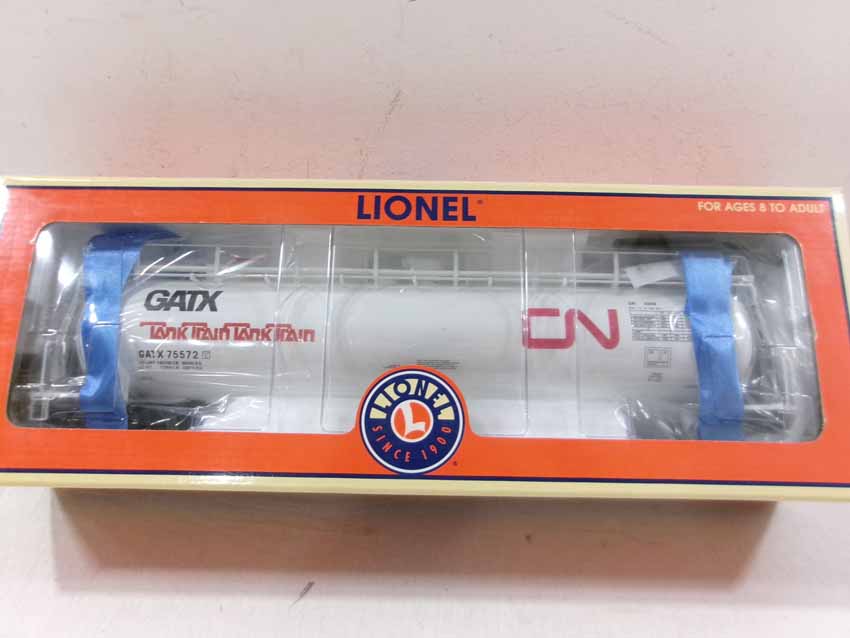 LIONEL
FOR AGES 8 TO ADULT
GATX
Tank Train Tank Train
GATX 75572
CN
LIONEL
L
SINCE 1900